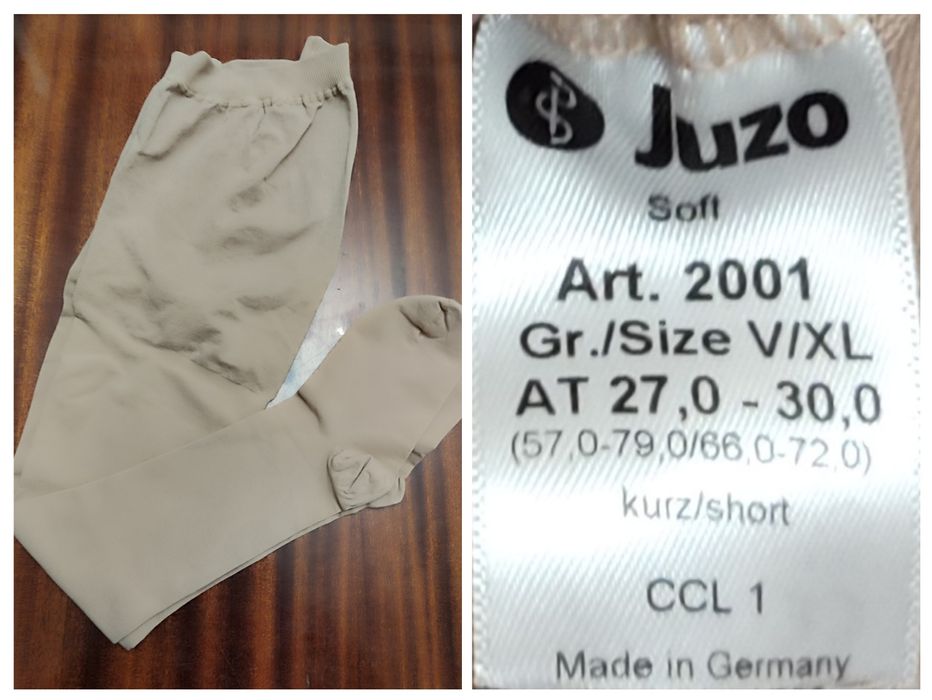 Juzo
Soft
Art. 2001
Gr./Size V/XL
AT 27,0 - 30,0
(57,0-79,0/66,0-72,0)
kurz/short
CCL 1
Made in Germany